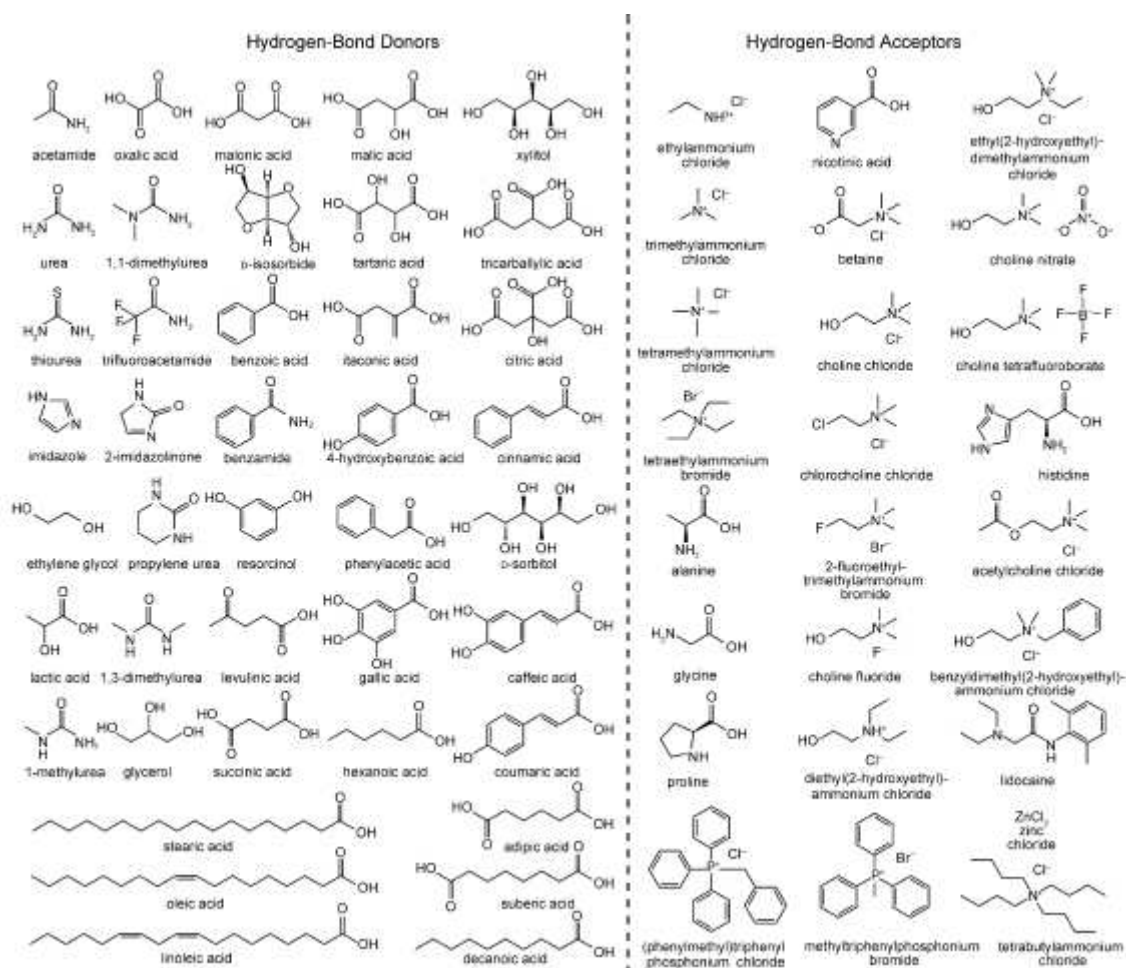 Hydrogen-Bond Donors
acetamide
oxalic acid
malonic acid
malic acid
xylitol
urea
1,1-dimethylurea
D-isosorbide
tartaric acid
tricarballylic acid
thiourea
trifluoroacetamide
benzoic acid
itaconic acid
citric acid
imidazole
2-imidazolinone
benzamide
4-hydroxybenzoic acid
cinnamic acid
ethylene glycol
propylene urea
resorcinol
phenylacetic acid
D-sorbitol
lactic acid
1,3-dimethylurea
levulinic acid
gallic acid
caffeic acid
1-methylurea
glycerol
succinic acid
hexanoic acid
coumaric acid
stearic acid
adipic acid
oleic acid
suberic acid
linoleic acid
decanoic acid
Hydrogen-Bond Acceptors
ethylammonium
chloride
nicotinic acid
ethyl(2-hydroxyethyl)-
dimethylammonium
chloride
trimethylammonium
chloride
betaine
choline nitrate
tetramethylammonium
chloride
choline chloride
choline tetrafluoroborate
tetraethylammonium
bromide
chlorocholine chloride
histidine
alanine
2-fluoroethyl-
trimethylammonium
bromide
acetylcholine chloride
glycine
choline fluoride
benzyldimethyl(2-hydroxyethyl)-
ammonium chloride
proline
diethyl(2-hydroxyethyl)-
ammonium chloride
lidocaine
(phenylmethyl)triphenyl
phosphonium chloride
methyltriphenylphosphonium
bromide
ZnCl₂
zinc
chloride
tetrabutylammonium
chloride